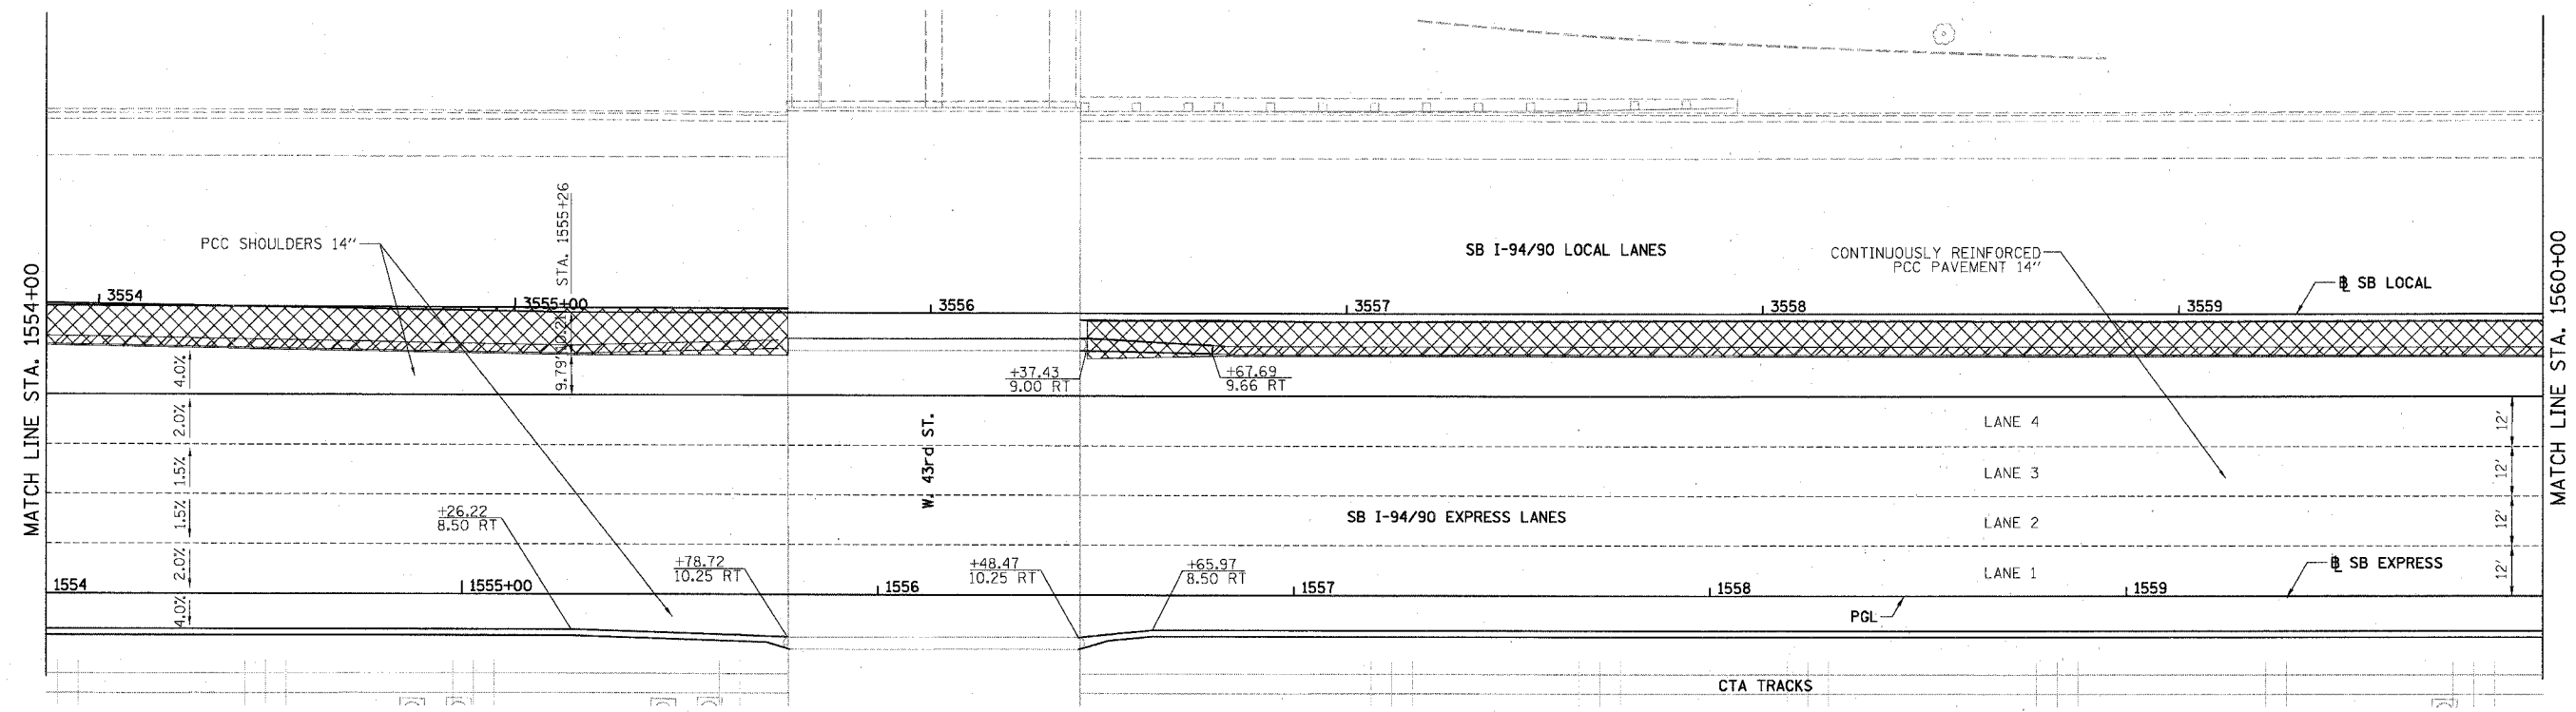 MATCH LINE STA. 1554+00
PCC SHOULDERS 14"
STA. 1555+26
SB I-94/90 LOCAL LANES
CONTINUOUSLY REINFORCED
PCC PAVEMENT 14"
SB LOCAL
3554
3555+00
3556
3557
3558
3559
9.79'
4.0%
+37.43
9.00 RT
+67.69
9.66 RT
2.0%
W. 43rd ST.
LANE 4
12'
1.5%
LANE 3
12'
1.5%
+26.22
8.50 RT
SB I-94/90 EXPRESS LANES
LANE 2
12'
2.0%
+78.72
10.25 RT
+48.47
10.25 RT
+65.97
8.50 RT
LANE 1
12'
SB EXPRESS
1554
1555+00
1556
1557
1558
1559
4.0%
PGL
CTA TRACKS
MATCH LINE STA. 1560+00